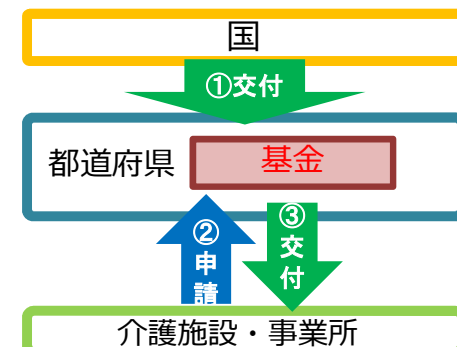 国
①交付
都道府県
基金
②申請
③交付
介護施設・事業所